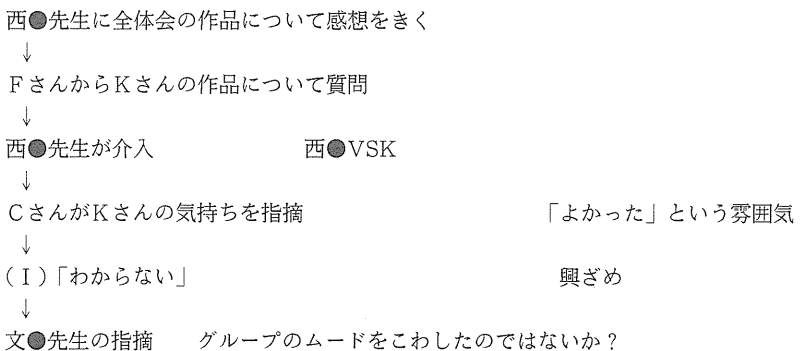 西●先生に全体会の作品について感想をきく
↓
ＦさんからＫさんの作品について質問
↓
西●先生が介入　西●VSK
↓
ＣさんがＫさんの気持ちを指摘　「よかった」という雰囲気
↓
(Ｉ)「わからない」　興ざめ
↓
文●先生の指摘　グループのムードをこわしたのではないか？